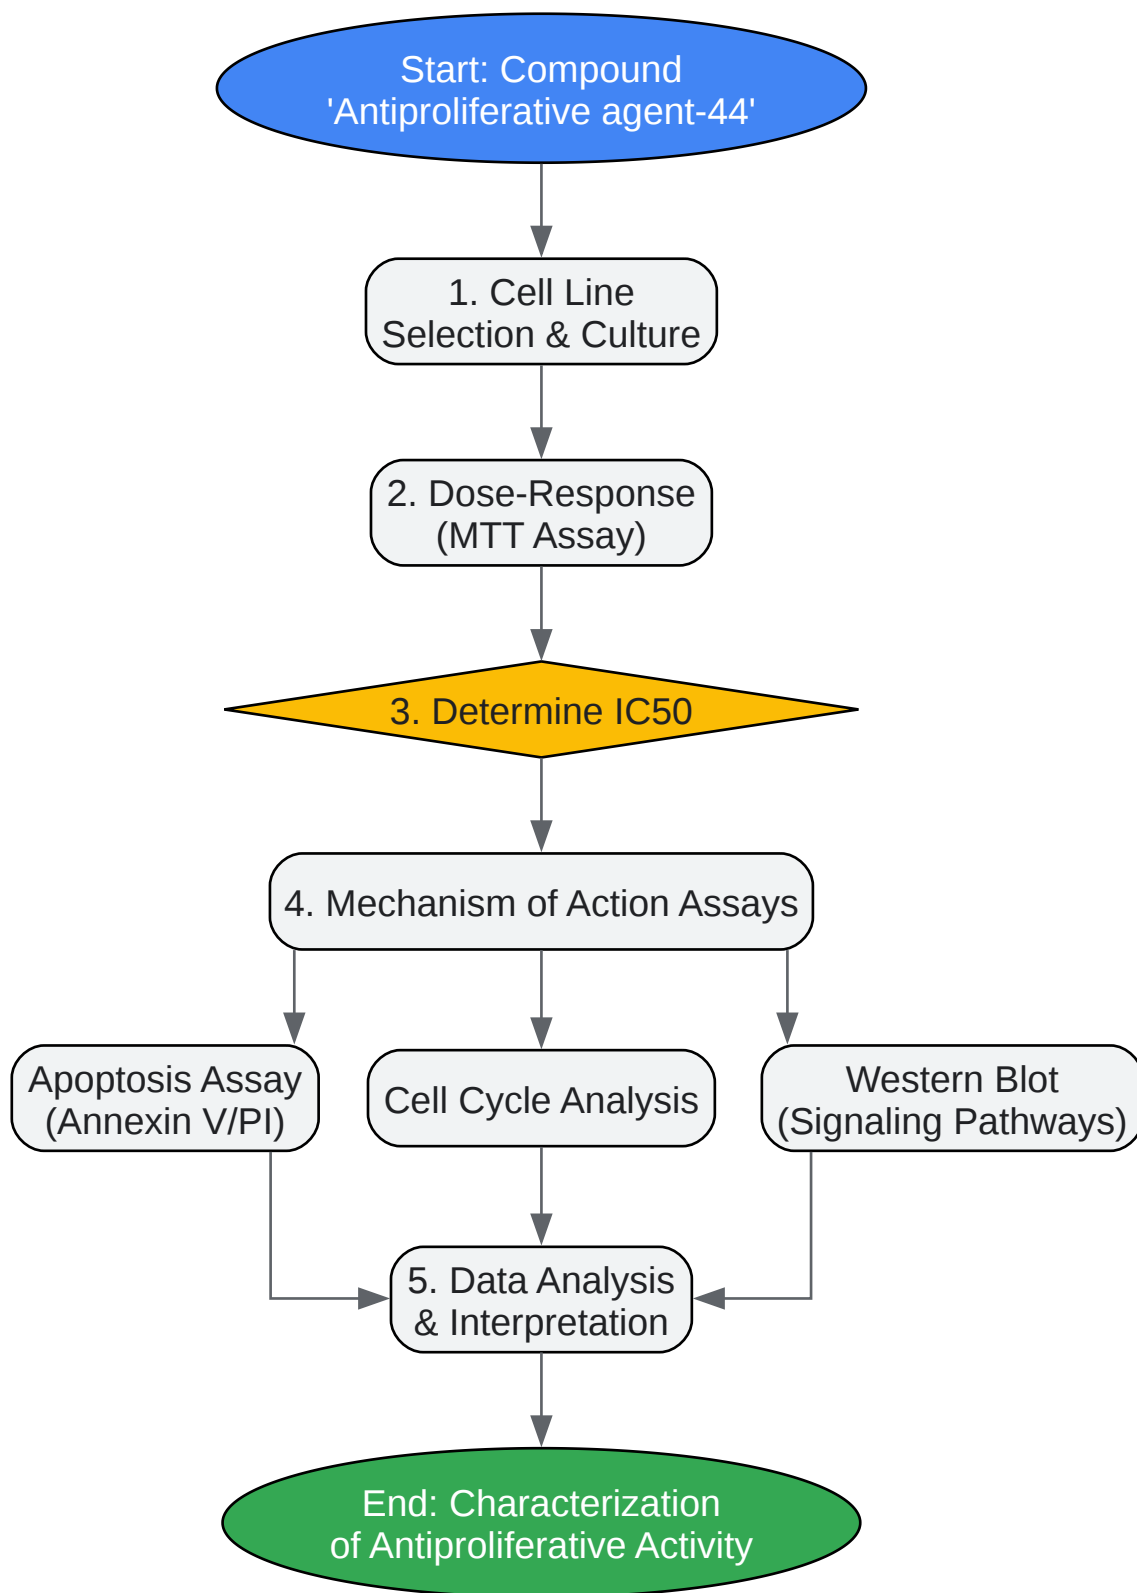 Start: Compound
'Antiproliferative agent-44'
1. Cell Line
Selection & Culture
2. Dose-Response
(MTT Assay)
3. Determine IC50
4. Mechanism of Action Assays
Apoptosis Assay
(Annexin V/PI)
Cell Cycle Analysis
Western Blot
(Signaling Pathways)
5. Data Analysis
& Interpretation
End: Characterization
of Antiproliferative Activity